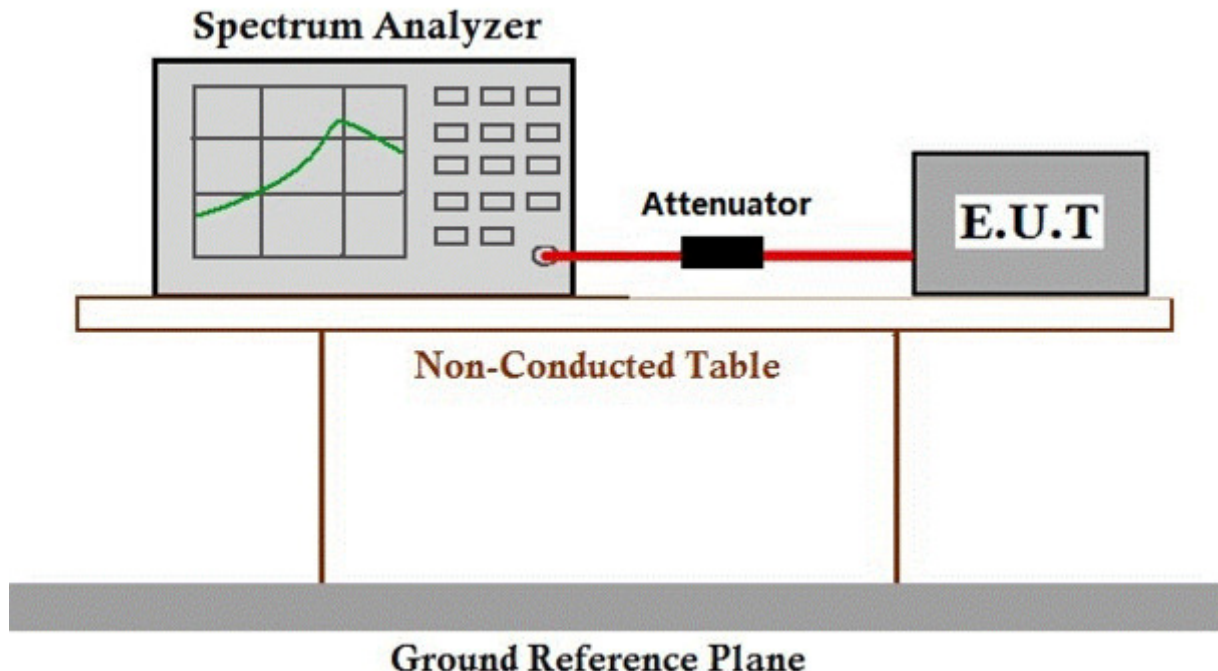 Spectrum Analyzer
Attenuator
E.U.T
Non-Conducted Table
Ground Reference Plane